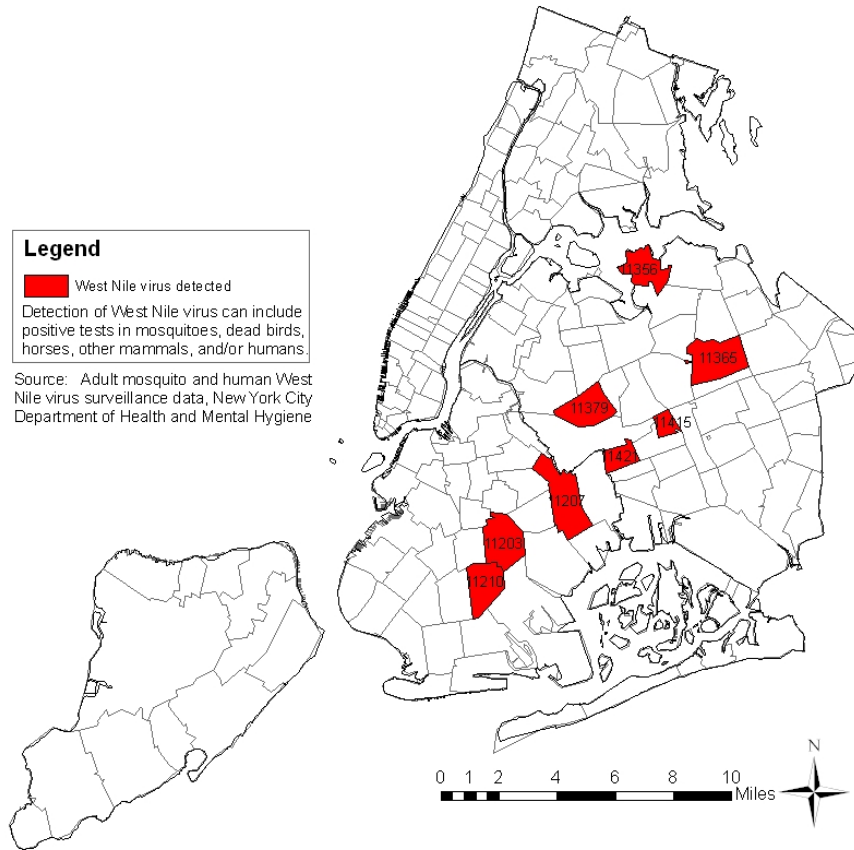 Legend
West Nile virus detected
Detection of West Nile virus can include
positive tests in mosquitoes, dead birds,
horses, other mammals, and/or humans.
Source: Adult mosquito and human West
Nile virus surveillance data, New York City
Department of Health and Mental Hygiene
11356
11365
11379
11415
11421
11207
11203
11210
N
0 1 2 4 6 8 10
Miles